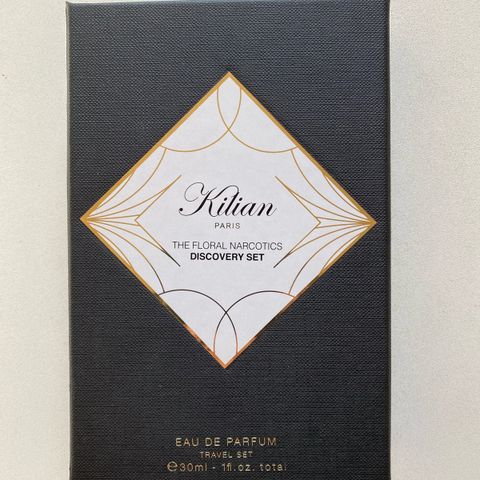 Kilian
PARIS
THE FLORAL NARCOTICS
DISCOVERY SET
EAU DE PARFUM
TRAVEL SET
℮30ml - 1fl.oz. total